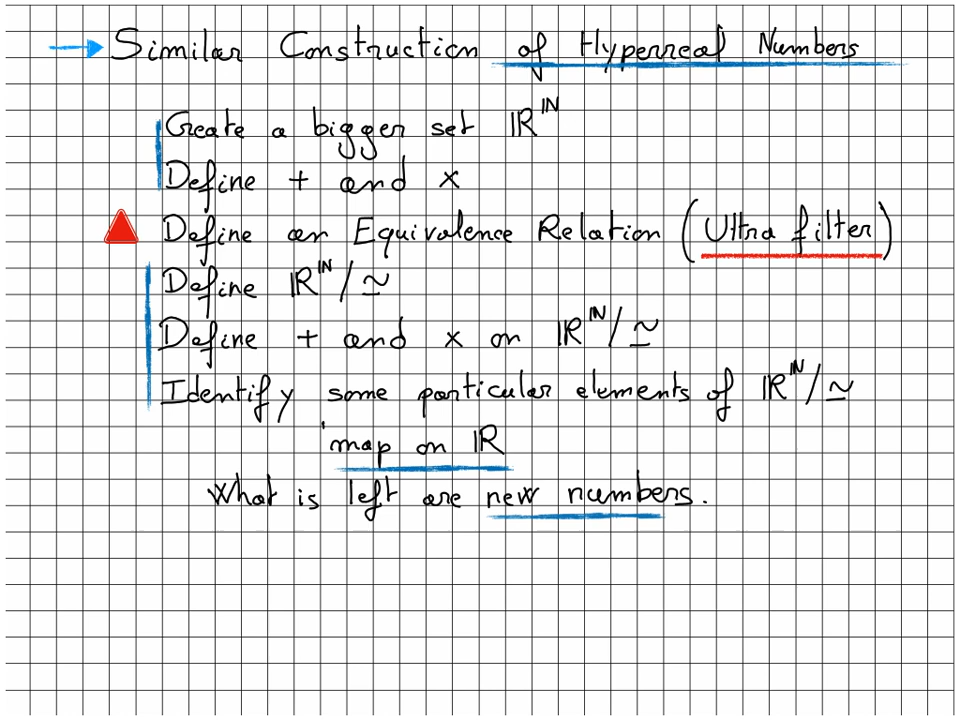 Similar Construction of Hyperreal Numbers
Create a bigger set ℝ^ℕ
Define + and ×
Define an Equivalence Relation (Ultra filter)
Define ℝ^ℕ/≃
Define + and × on ℝ^ℕ/≃
Identify some particular elements of ℝ^ℕ/≃
map on ℝ
What is left are new numbers.